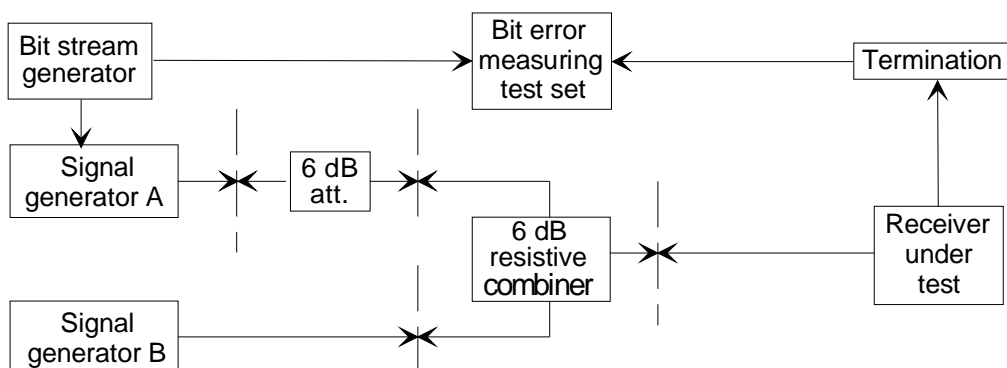 Bit stream
generator
Bit error
measuring
test set
Termination
Signal
generator A
6 dB
att.
6 dB
resistive
combiner
Receiver
under
test
Signal
generator B